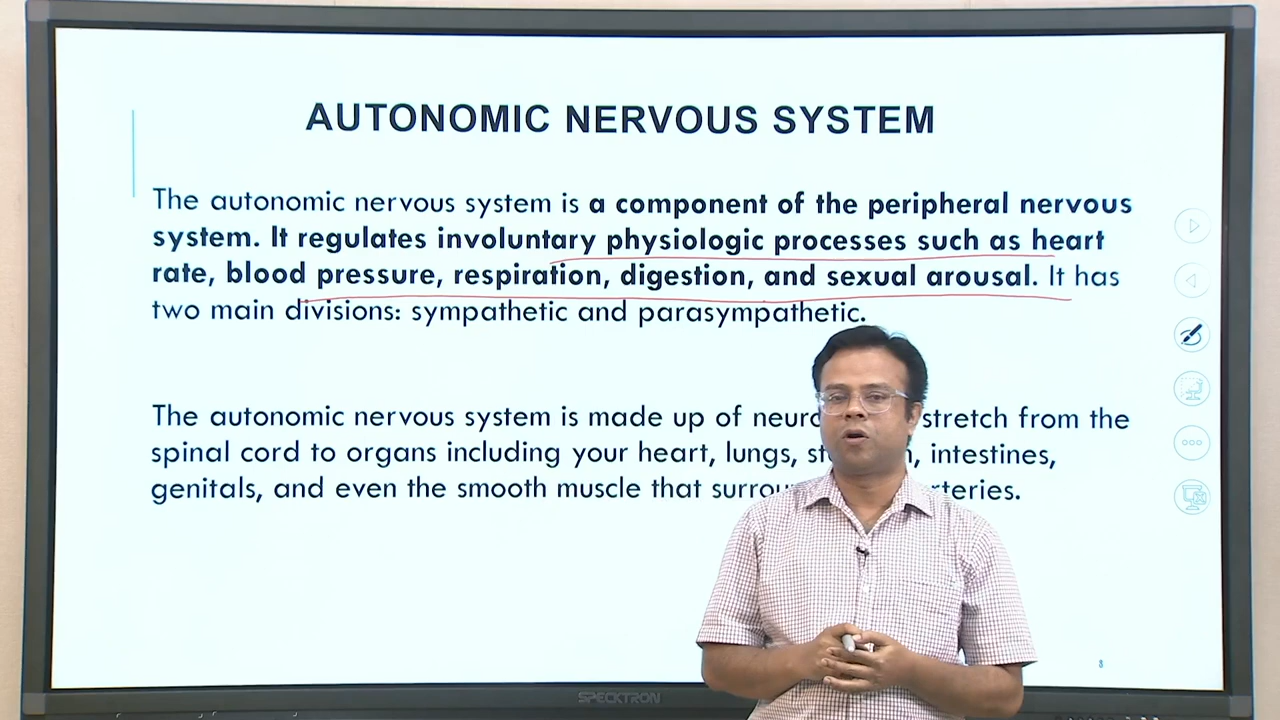 AUTONOMIC NERVOUS SYSTEM
The autonomic nervous system is a component of the peripheral nervous
system. It regulates involuntary physiologic processes such as heart
rate, blood pressure, respiration, digestion, and sexual arousal. It has
two main divisions: sympathetic and parasympathetic.
The autonomic nervous system is made up of stretch from the
spinal cord to organs including your heart, lungs, intestines,
genitals, and even the smooth muscle that
8
SPECKTRON